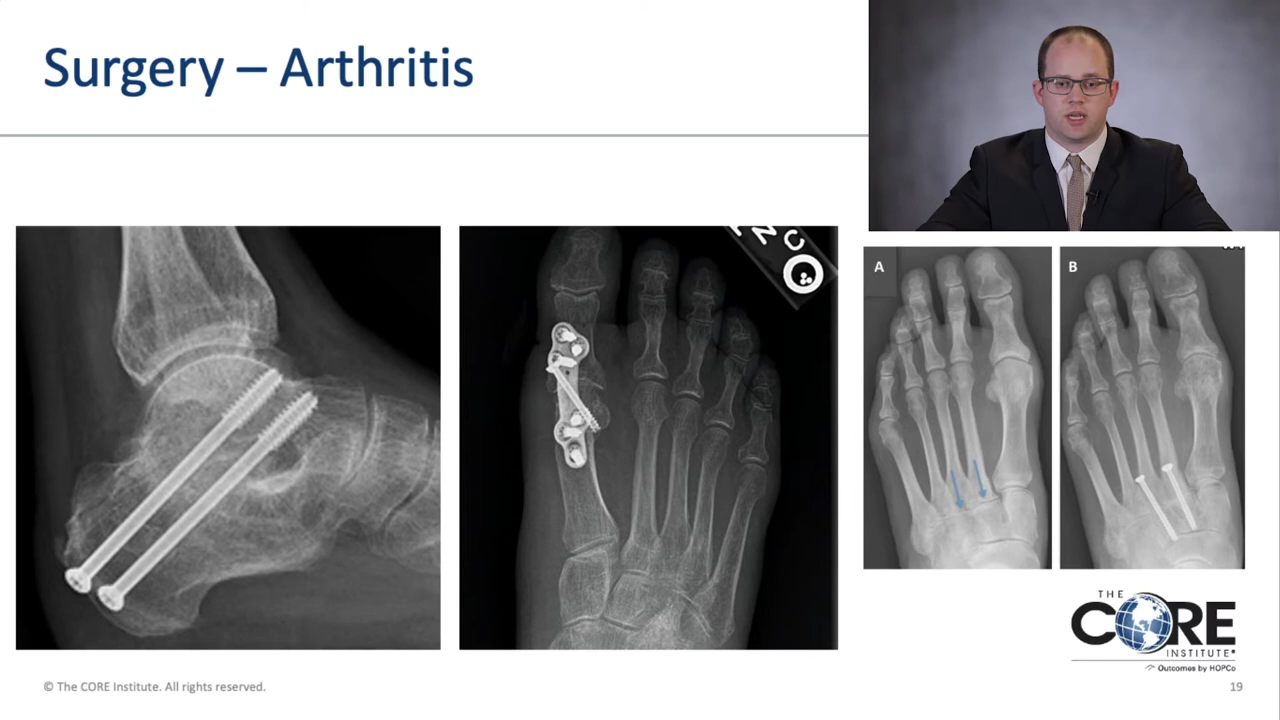 Surgery – Arthritis
A
B
THE
CORE
INSTITUTE®
Outcomes by HOPCo
© The CORE Institute. All rights reserved.
19